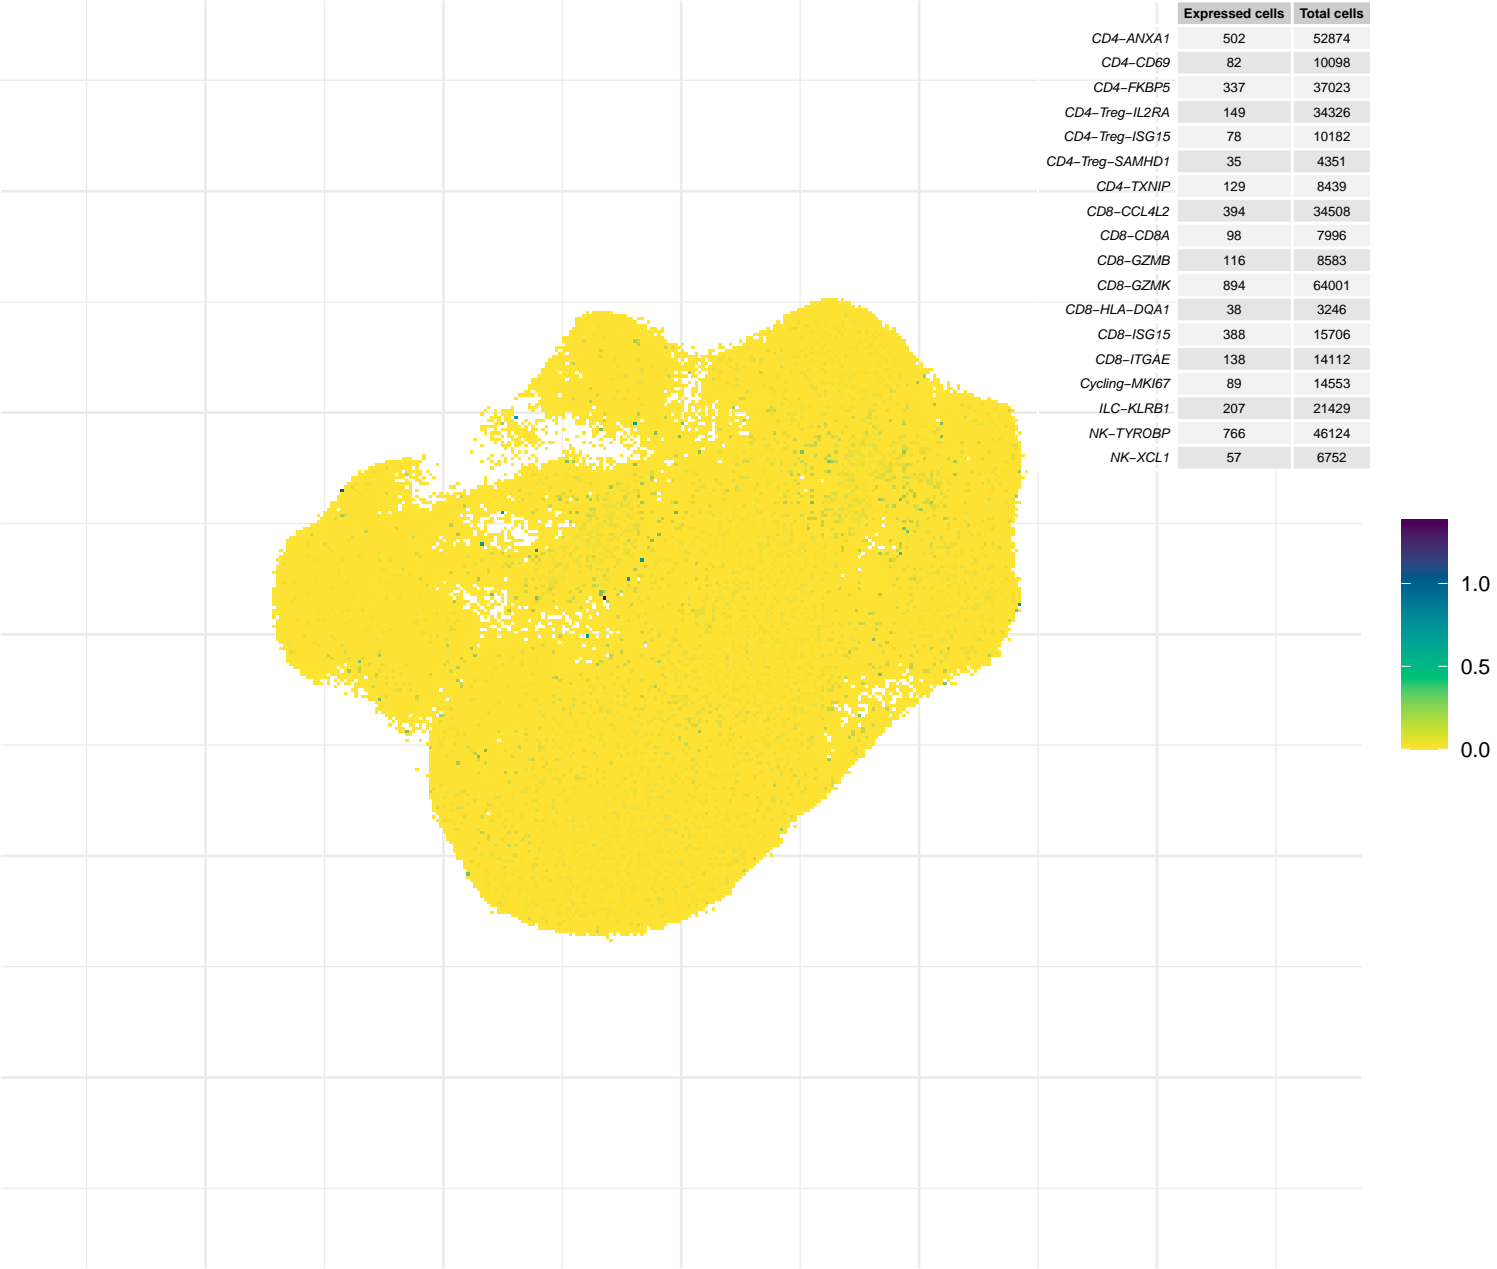 Expressed cells Total cells
CD4−ANXA1 502 52874
CD4−CD69 82 10098
CD4−FKBP5 337 37023
CD4−Treg−IL2RA 149 34326
CD4−Treg−ISG15 78 10182
CD4−Treg−SAMHD1 35 4351
CD4−TXNIP 129 8439
CD8−CCL4L2 394 34508
CD8−CD8A 98 7996
CD8−GZMB 116 8583
CD8−GZMK 894 64001
CD8−HLA−DQA1 38 3246
CD8−ISG15 388 15706
CD8−ITGAE 138 14112
Cycling−MKI67 89 14553
ILC−KLRB1 207 21429
NK−TYROBP 766 46124
NK−XCL1 57 6752
1.0
0.5
0.0